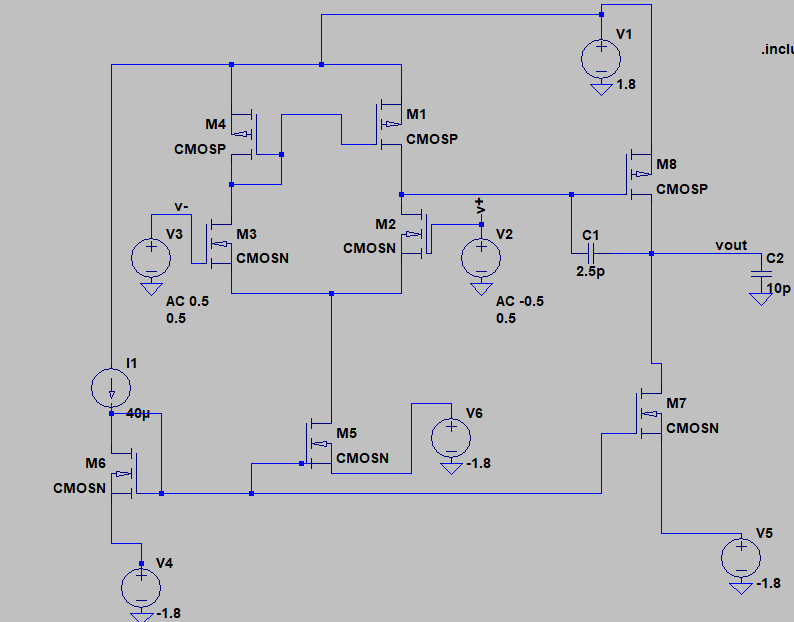 V1
.inclu
1.8
M4
M1
CMOSP
CMOSP
M8
CMOSP
v-
v+
V3
M3
M2
V2
CMOSN
CMOSN
C1
2.5p
vout
C2
10p
AC 0.5
0.5
AC -0.5
0.5
I1
40µ
M7
CMOSN
V6
M5
CMOSN
-1.8
M6
CMOSN
V5
-1.8
V4
-1.8